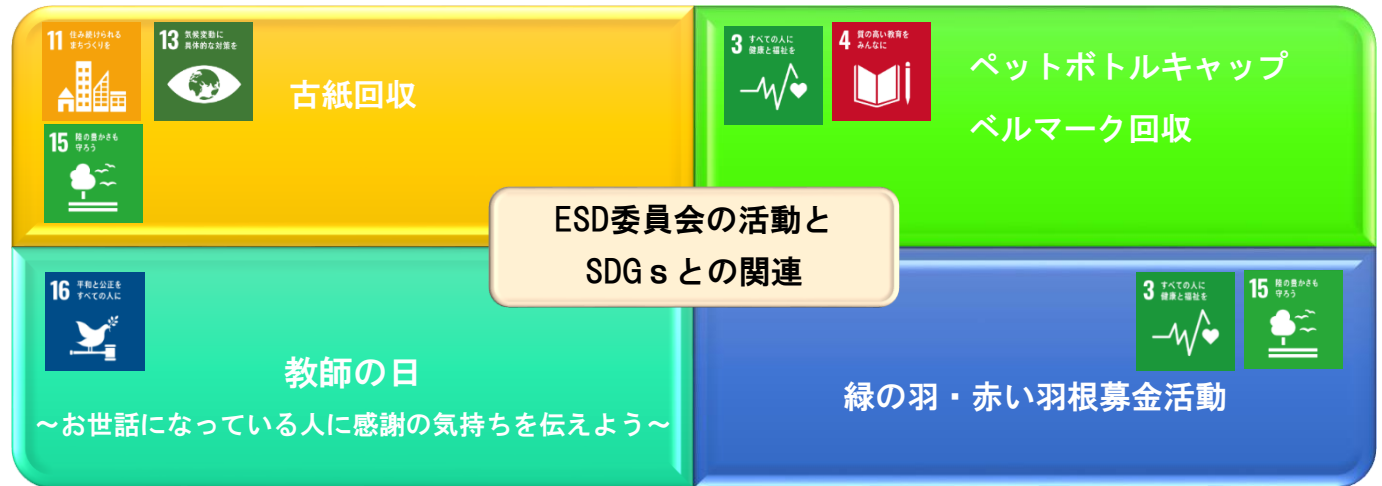 11 住み続けられる
まちづくりを
13 気候変動に
具体的な対策を
古紙回収
15 陸の豊かさも
守ろう
3 すべての人に
健康と福祉を
4 質の高い教育を
みんなに
ペットボトルキャップ
ベルマーク回収
ESD委員会の活動と
SDGsとの関連
16 平和と公正を
すべての人に
教師の日
~お世話になっている人に感謝の気持ちを伝えよう~
3 すべての人に
健康と福祉を
15 陸の豊かさも
守ろう
緑の羽・赤い羽根募金活動